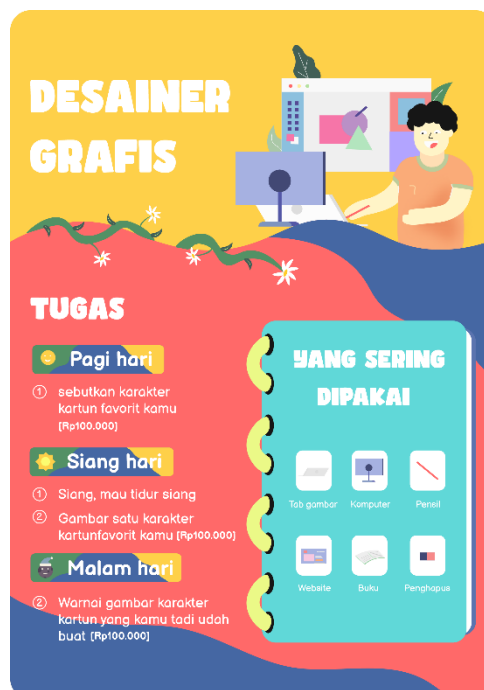 DESAINER
GRAFIS
TUGAS
Pagi hari
① sebutkan karakter
kartun favorit kamu
[Rp100.000]
Siang hari
① Siang, mau tidur siang
② Gambar satu karakter
kartunfavorit kamu [Rp100.000]
Malam hari
② Warnai gambar karakter
kartun yang kamu tadi udah
buat [Rp100.000]
YANG SERING
DIPAKAI
Tab gambar
Komputer
Pensil
Website
Buku
Penghapus